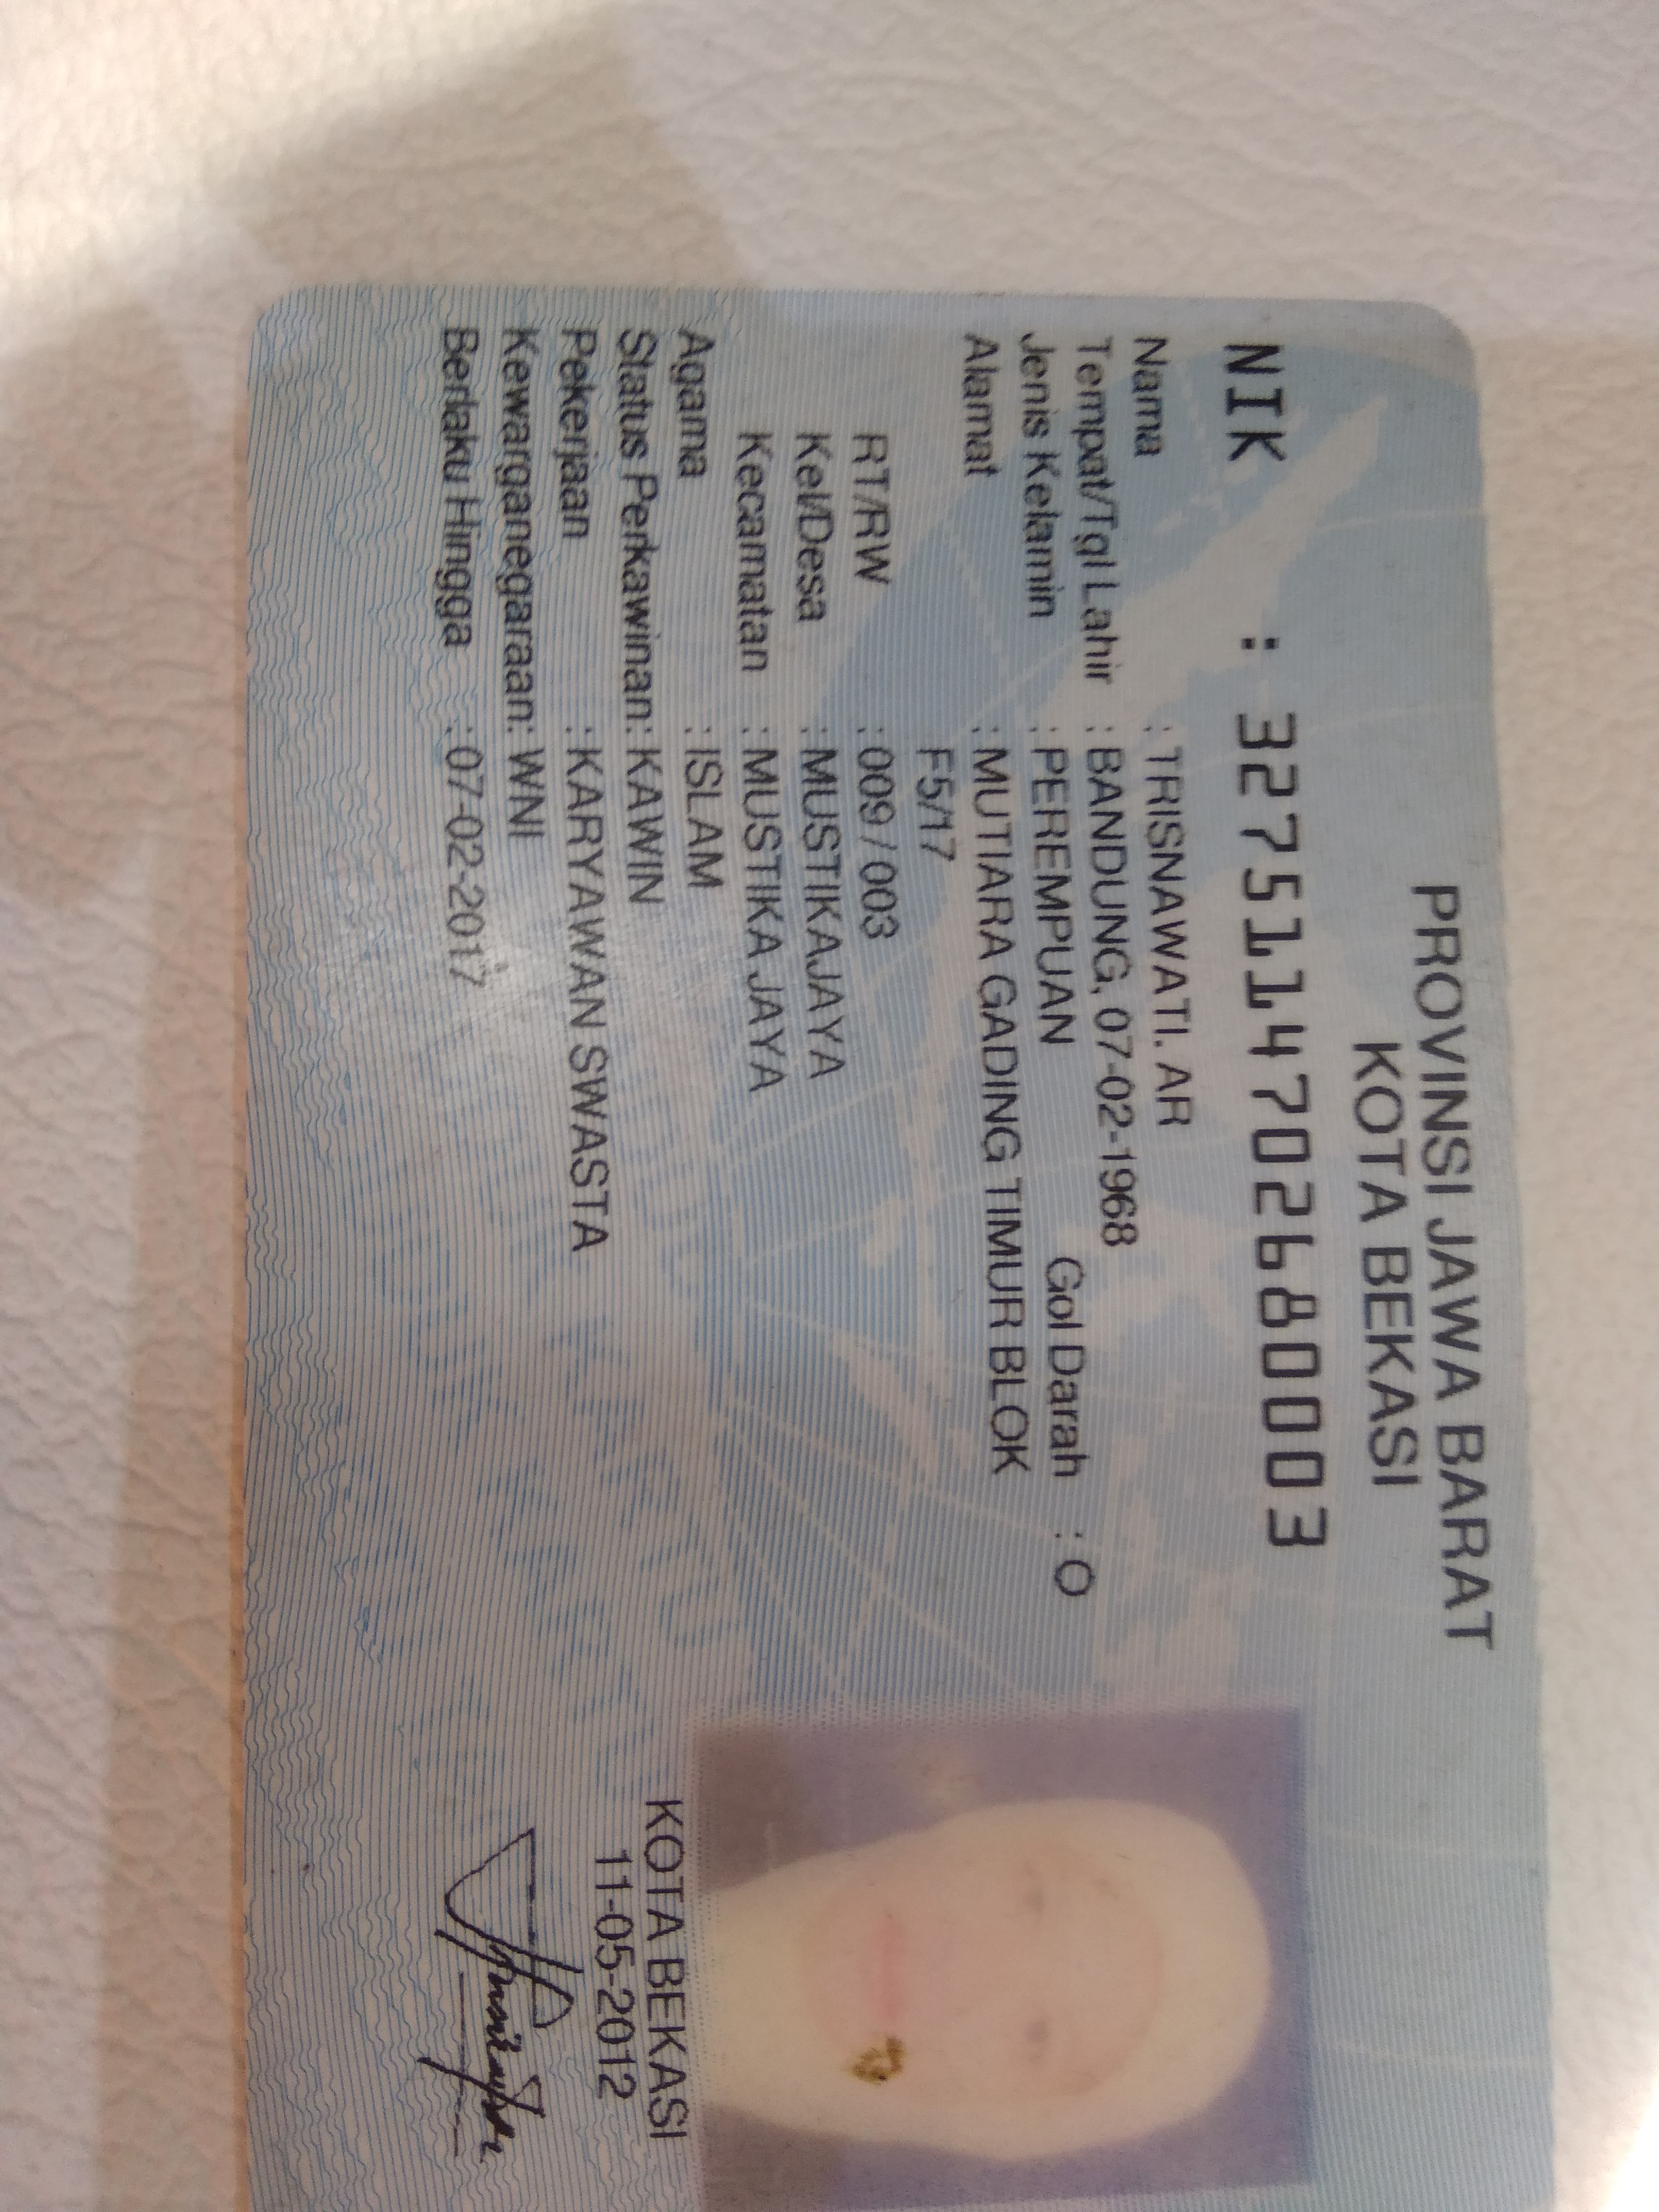 PROVINSI JAWA BARAT
KOTA BEKASI
NIK : 3275114702680003
Nama : TRISNAWATI. AR
Tempat/Tgl Lahir : BANDUNG, 07-02-1968
Jenis Kelamin : PEREMPUAN Gol Darah : O
Alamat : MUTIARA GADING TIMUR BLOK
F5/17
RT/RW : 009 / 003
Kel/Desa : MUSTIKAJAYA
Kecamatan : MUSTIKA JAYA
Agama : ISLAM
Status Perkawinan: KAWIN
Pekerjaan : KARYAWAN SWASTA
Kewarganegaraan: WNI
Berlaku Hingga : 07-02-2017
KOTA BEKASI
11-05-2012